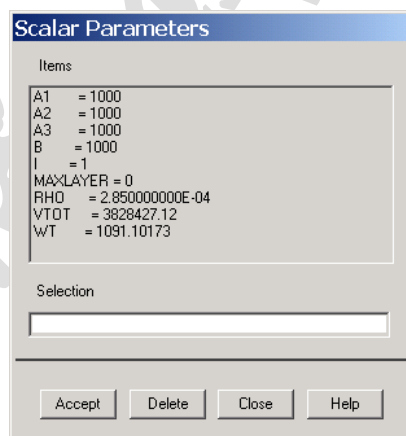 Scalar Parameters
Items
A1 = 1000
A2 = 1000
A3 = 1000
B = 1000
I = 1
MAXLAYER = 0
RHO = 2.850000000E-04
VTOT = 3828427.12
WT = 1091.10173
Selection
Accept Delete Close Help